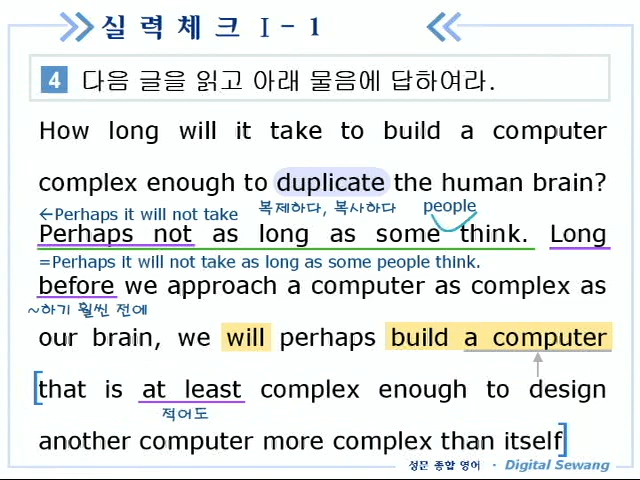 실력체크 I - 1
4 다음 글을 읽고 아래 물음에 답하여라.
How long will it take to build a computer
complex enough to duplicate the human brain?
←Perhaps it will not take 복제하다, 복사하다 people
Perhaps not as long as some think. Long
=Perhaps it will not take as long as some people think.
before we approach a computer as complex as
~하기 훨씬 전에
our brain, we will perhaps build a computer
[that is at least complex enough to design
적어도
another computer more complex than itself]
정문 종합 영어 · Digital Sewang